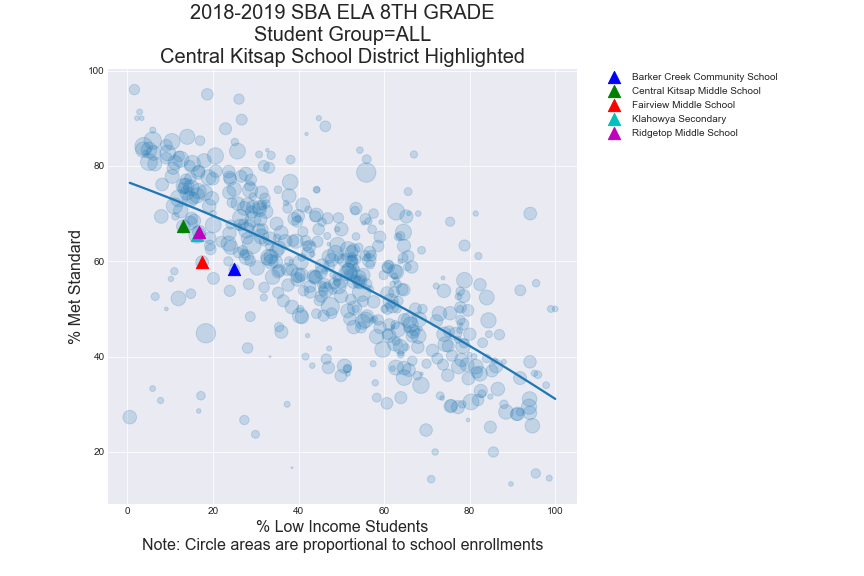 2018-2019 SBA ELA 8TH GRADE
Student Group=ALL
Central Kitsap School District Highlighted
100
80
60
40
20
% Met Standard
0
20
40
60
80
100
% Low Income Students
Note: Circle areas are proportional to school enrollments
Barker Creek Community School
Central Kitsap Middle School
Fairview Middle School
Klahowya Secondary
Ridgetop Middle School